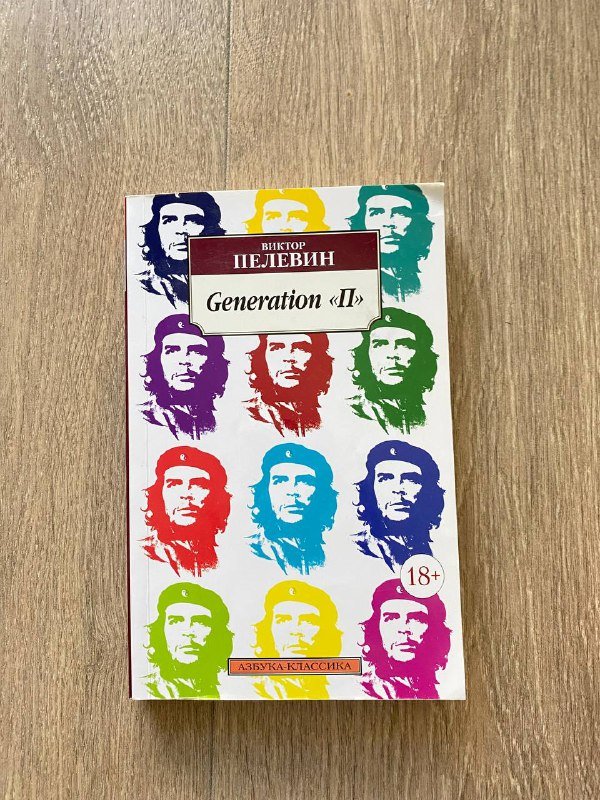 ВИКТОР
ПЕЛЕВИН
Generation «П»
18+
АЗБУКА-КЛАССИКА